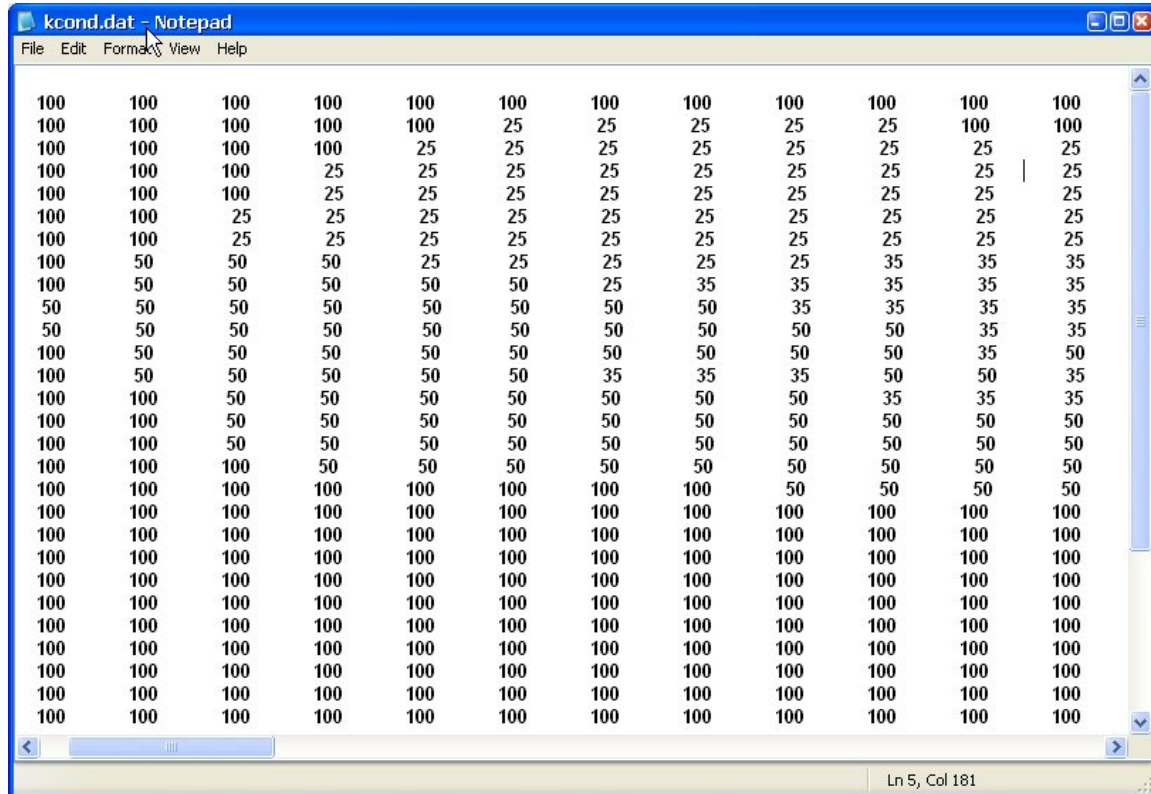 kcond.dat - Notepad
File Edit Format View Help
100 100 100 100 100 100 100 100 100 100 100 100
100 100 100 100 100 25 25 25 25 25 100 100
100 100 100 100 25 25 25 25 25 25 25 25
100 100 100 25 25 25 25 25 25 25 25 25
100 100 100 25 25 25 25 25 25 25 25 25
100 100 25 25 25 25 25 25 25 25 25 25
100 100 25 25 25 25 25 25 25 25 25 25
100 50 50 50 25 25 25 25 25 35 35 35
100 50 50 50 50 50 25 35 35 35 35 35
50 50 50 50 50 50 50 50 35 35 35 35
50 50 50 50 50 50 50 50 50 50 35 35
100 50 50 50 50 50 50 50 50 50 35 50
100 50 50 50 50 50 35 35 35 50 50 35
100 100 50 50 50 50 50 50 50 35 35 35
100 100 50 50 50 50 50 50 50 50 50 50
100 100 50 50 50 50 50 50 50 50 50 50
100 100 100 50 50 50 50 50 50 50 50 50
100 100 100 100 100 100 100 100 50 50 50 50
100 100 100 100 100 100 100 100 100 100 100 100
100 100 100 100 100 100 100 100 100 100 100 100
100 100 100 100 100 100 100 100 100 100 100 100
100 100 100 100 100 100 100 100 100 100 100 100
100 100 100 100 100 100 100 100 100 100 100 100
100 100 100 100 100 100 100 100 100 100 100 100
100 100 100 100 100 100 100 100 100 100 100 100
100 100 100 100 100 100 100 100 100 100 100 100
100 100 100 100 100 100 100 100 100 100 100 100
100 100 100 100 100 100 100 100 100 100 100 100
Ln 5, Col 181